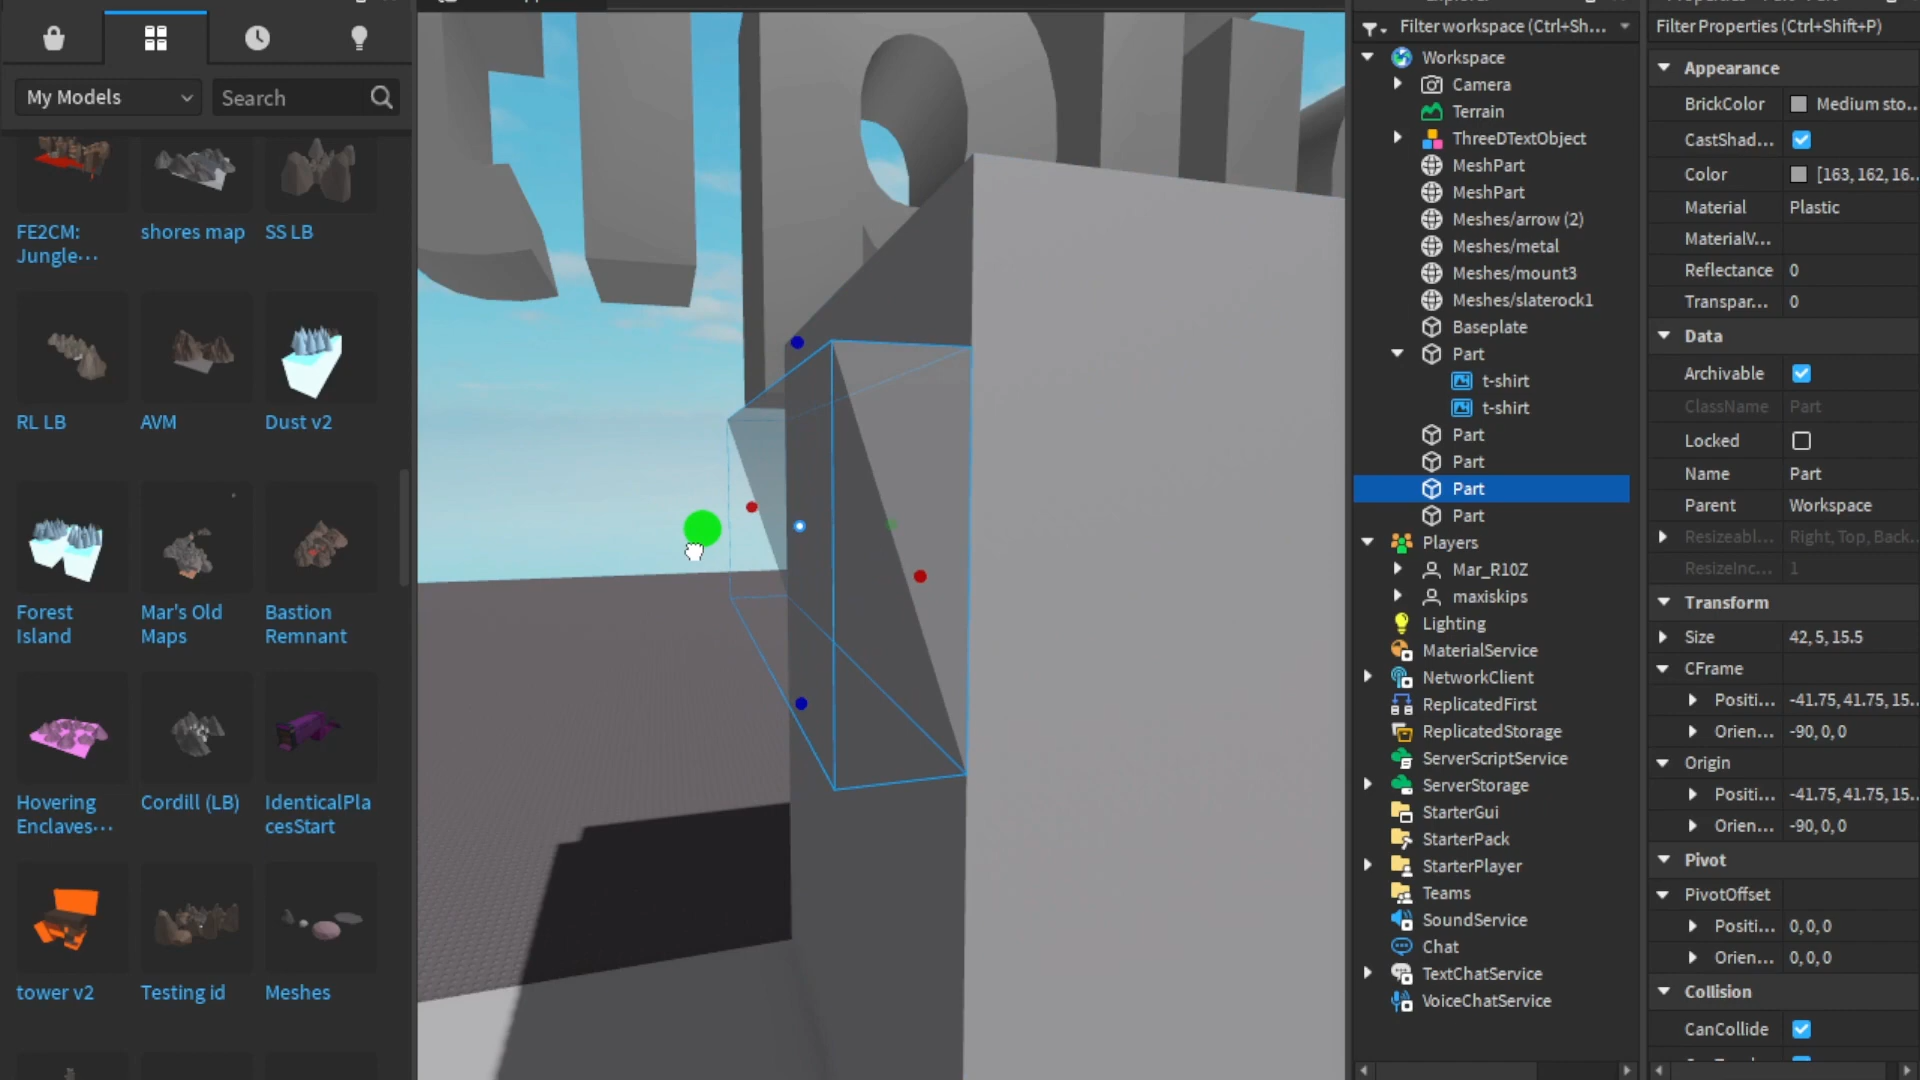 My Models
Search
FE2CM:
Jungle...
shores map
SS LB
RL LB
AVM
Dust v2
Forest
Island
Mar's Old
Maps
Bastion
Remnant
Hovering
Enclaves...
Cordill (LB)
IdenticalPla
cesStart
tower v2
Testing id
Meshes
Filter workspace (Ctrl+Sh...
Workspace
Camera
Terrain
ThreeDTextObject
MeshPart
MeshPart
Meshes/arrow (2)
Meshes/metal
Meshes/mount3
Meshes/slaterock1
Baseplate
Part
t-shirt
t-shirt
Part
Part
Part
Part
Players
Mar_R10Z
maxiskips
Lighting
MaterialService
NetworkClient
ReplicatedFirst
ReplicatedStorage
ServerScriptService
ServerStorage
StarterGui
StarterPack
StarterPlayer
Teams
SoundService
Chat
TextChatService
VoiceChatService
Filter Properties (Ctrl+Shift+P)
Appearance
BrickColor Medium sto...
CastShad...
Color [163, 162, 16...
Material Plastic
MaterialV...
Reflectance 0
Transpar... 0
Data
Archivable
ClassName Part
Locked
Name Part
Parent Workspace
Resizeabl... Right, Top, Back...
ResizeInc... 1
Transform
Size 42, 5, 15.5
CFrame
Positi... -41.75, 41.75, 15...
Orien... -90, 0, 0
Origin
Positi... -41.75, 41.75, 15...
Orien... -90, 0, 0
Pivot
PivotOffset
Positi... 0, 0, 0
Orien... 0, 0, 0
Collision
CanCollide